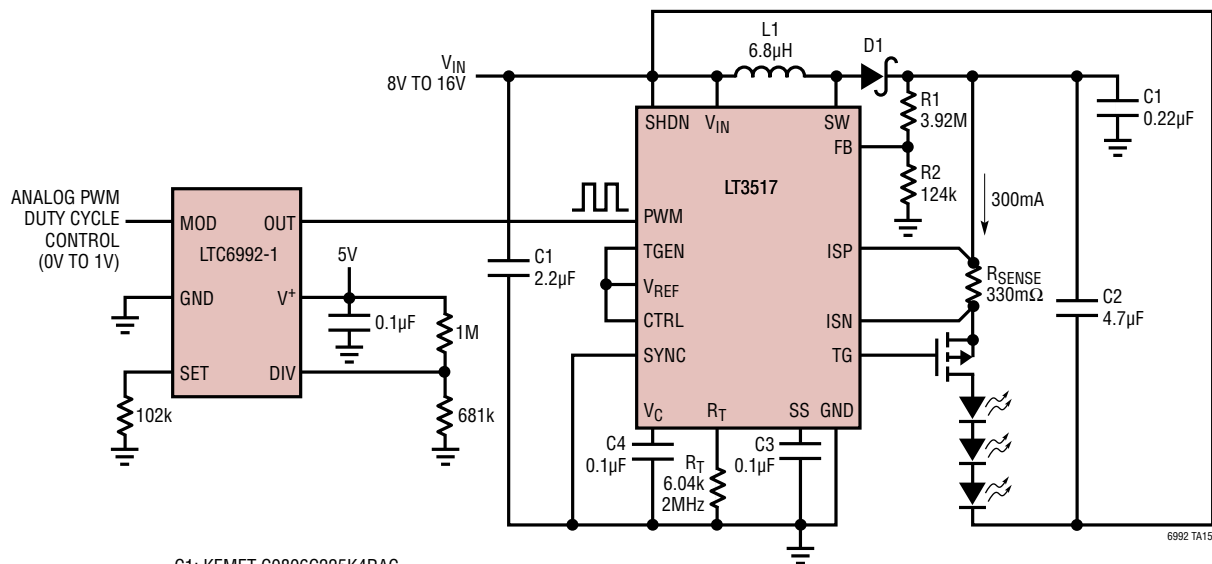 V_IN
8V TO 16V
L1
6.8µH
D1
R1
3.92M
C1
0.22µF
SHDN
V_IN
SW
FB
R2
124k
LT3517
300mA
ANALOG PWM
DUTY CYCLE
CONTROL
(0V TO 1V)
MOD
OUT
LTC6992-1
GND
V+
5V
0.1µF
1M
SET
DIV
102k
681k
C1
2.2µF
PWM
TGEN
V_REF
CTRL
SYNC
ISP
ISN
TG
R_SENSE
330mΩ
C2
4.7µF
V_C
R_T
SS
GND
C4
0.1µF
R_T
6.04k
2MHz
C3
0.1µF
6992 TA15